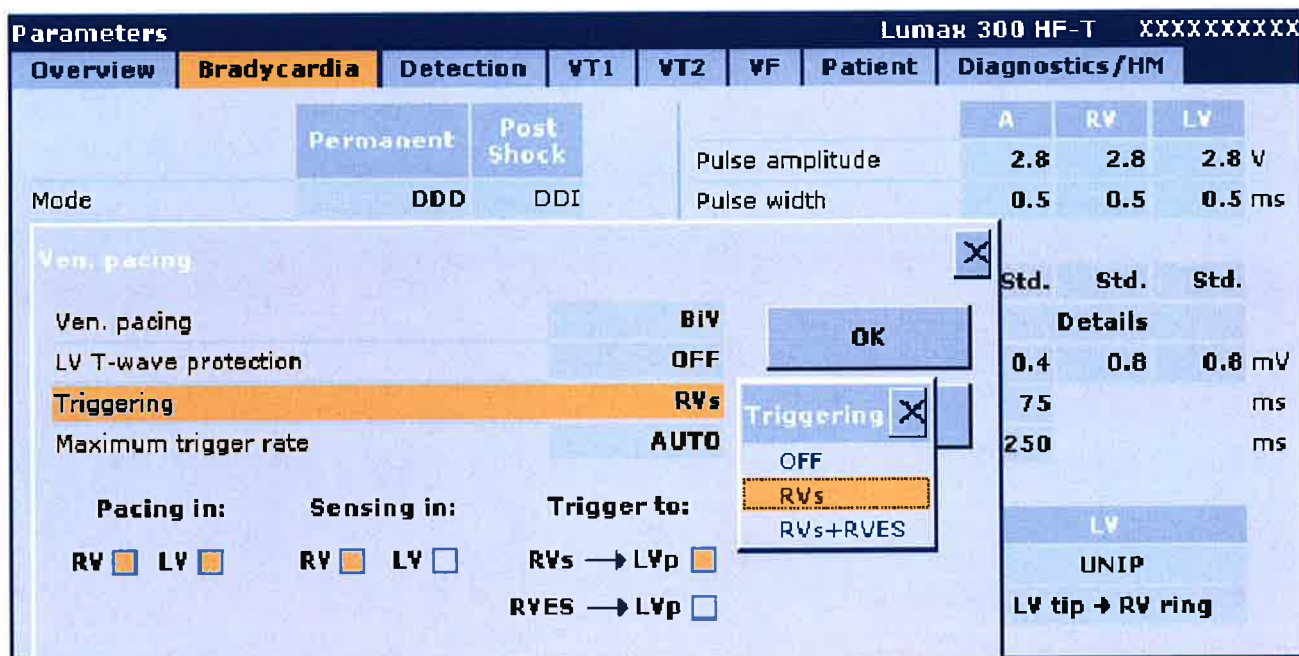 Parameters Lumax 300 HF-T XXXXXXXXXX
Overview Bradycardia Detection VT1 VT2 VF Patient Diagnostics/HM
Permanent Post Shock A RV LV
Pulse amplitude 2.8 2.8 2.8 V
Mode DDD DDI Pulse width 0.5 0.5 0.5 ms
Ven. pacing X
Std. Std. Std.
Ven. pacing BiV OK Details
LV T-wave protection OFF 0.4 0.8 0.8 mV
Triggering RVs Triggering X 75 ms
Maximum trigger rate AUTO 250 ms
OFF
RVs
RVs+RVES
Pacing in: Sensing in: Trigger to:
LV
RV LV RV LV RVs → LVp UNIP
RVES → LVp LV tip → RV ring